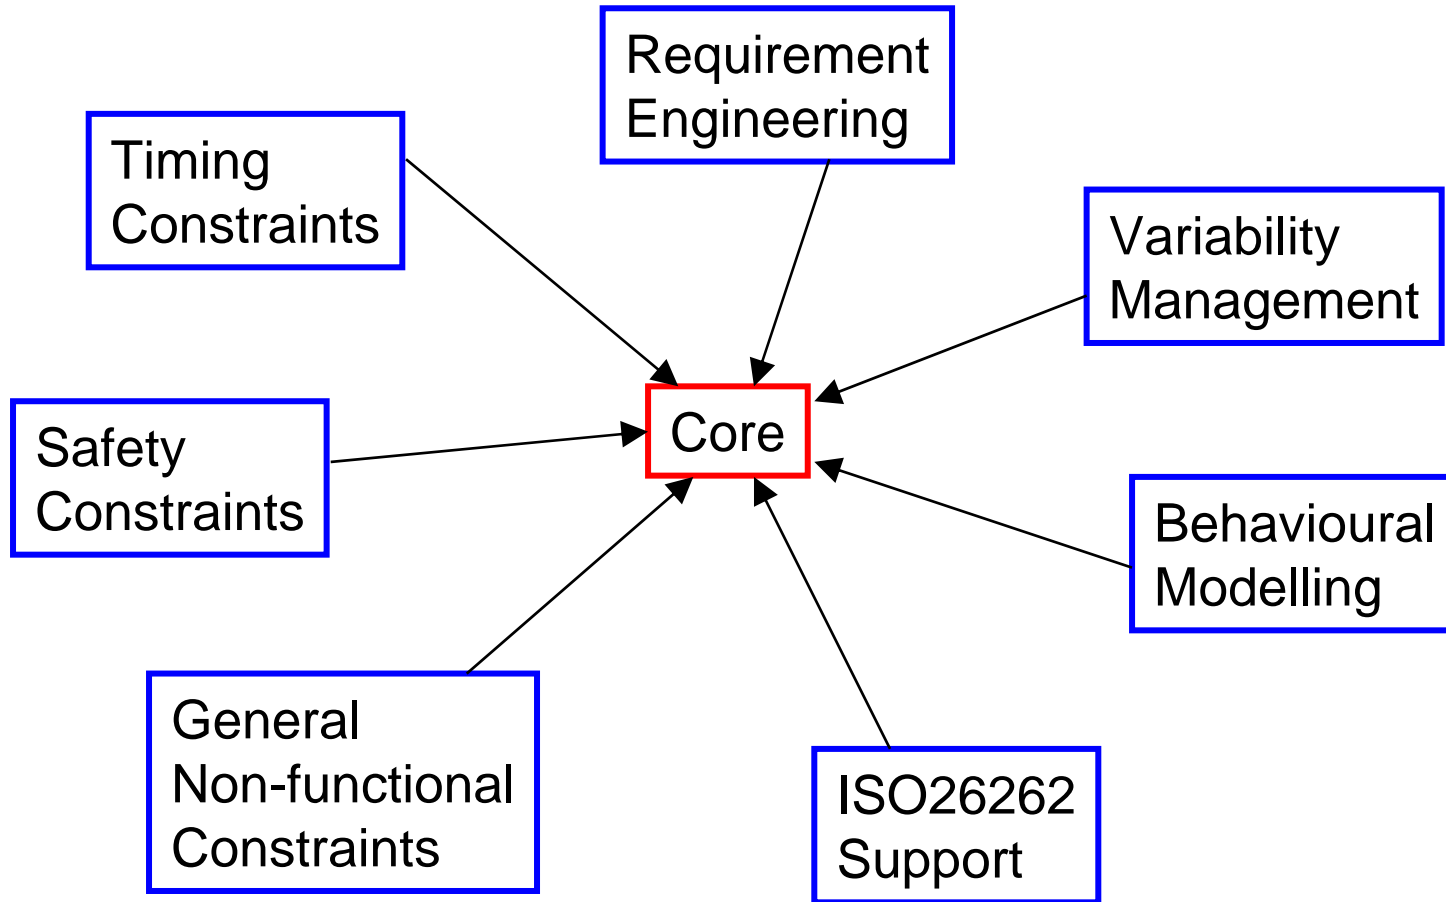 Requirement
Engineering
Timing
Constraints
Variability
Management
Core
Safety
Constraints
Behavioural
Modelling
General
Non-functional
Constraints
ISO26262
Support